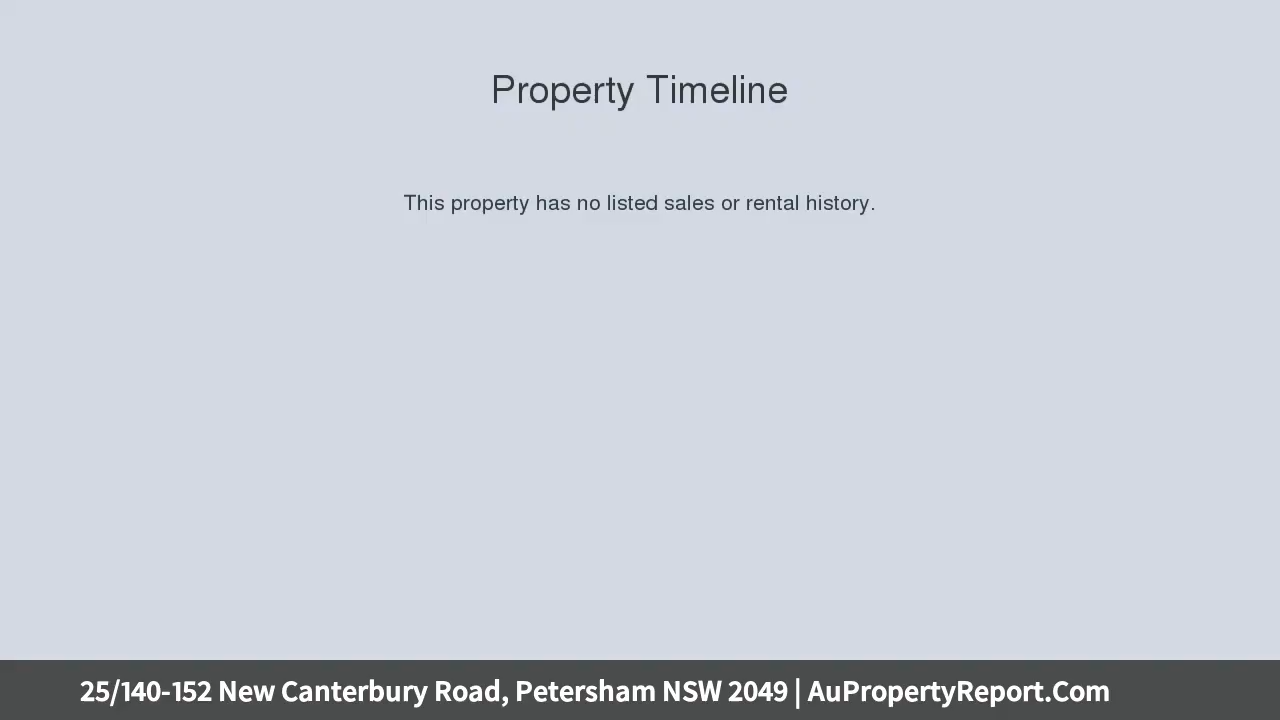 Property Timeline
This property has no listed sales or rental history.
25/140-152 New Canterbury Road, Petersham NSW 2049 | AuPropertyReport.Com